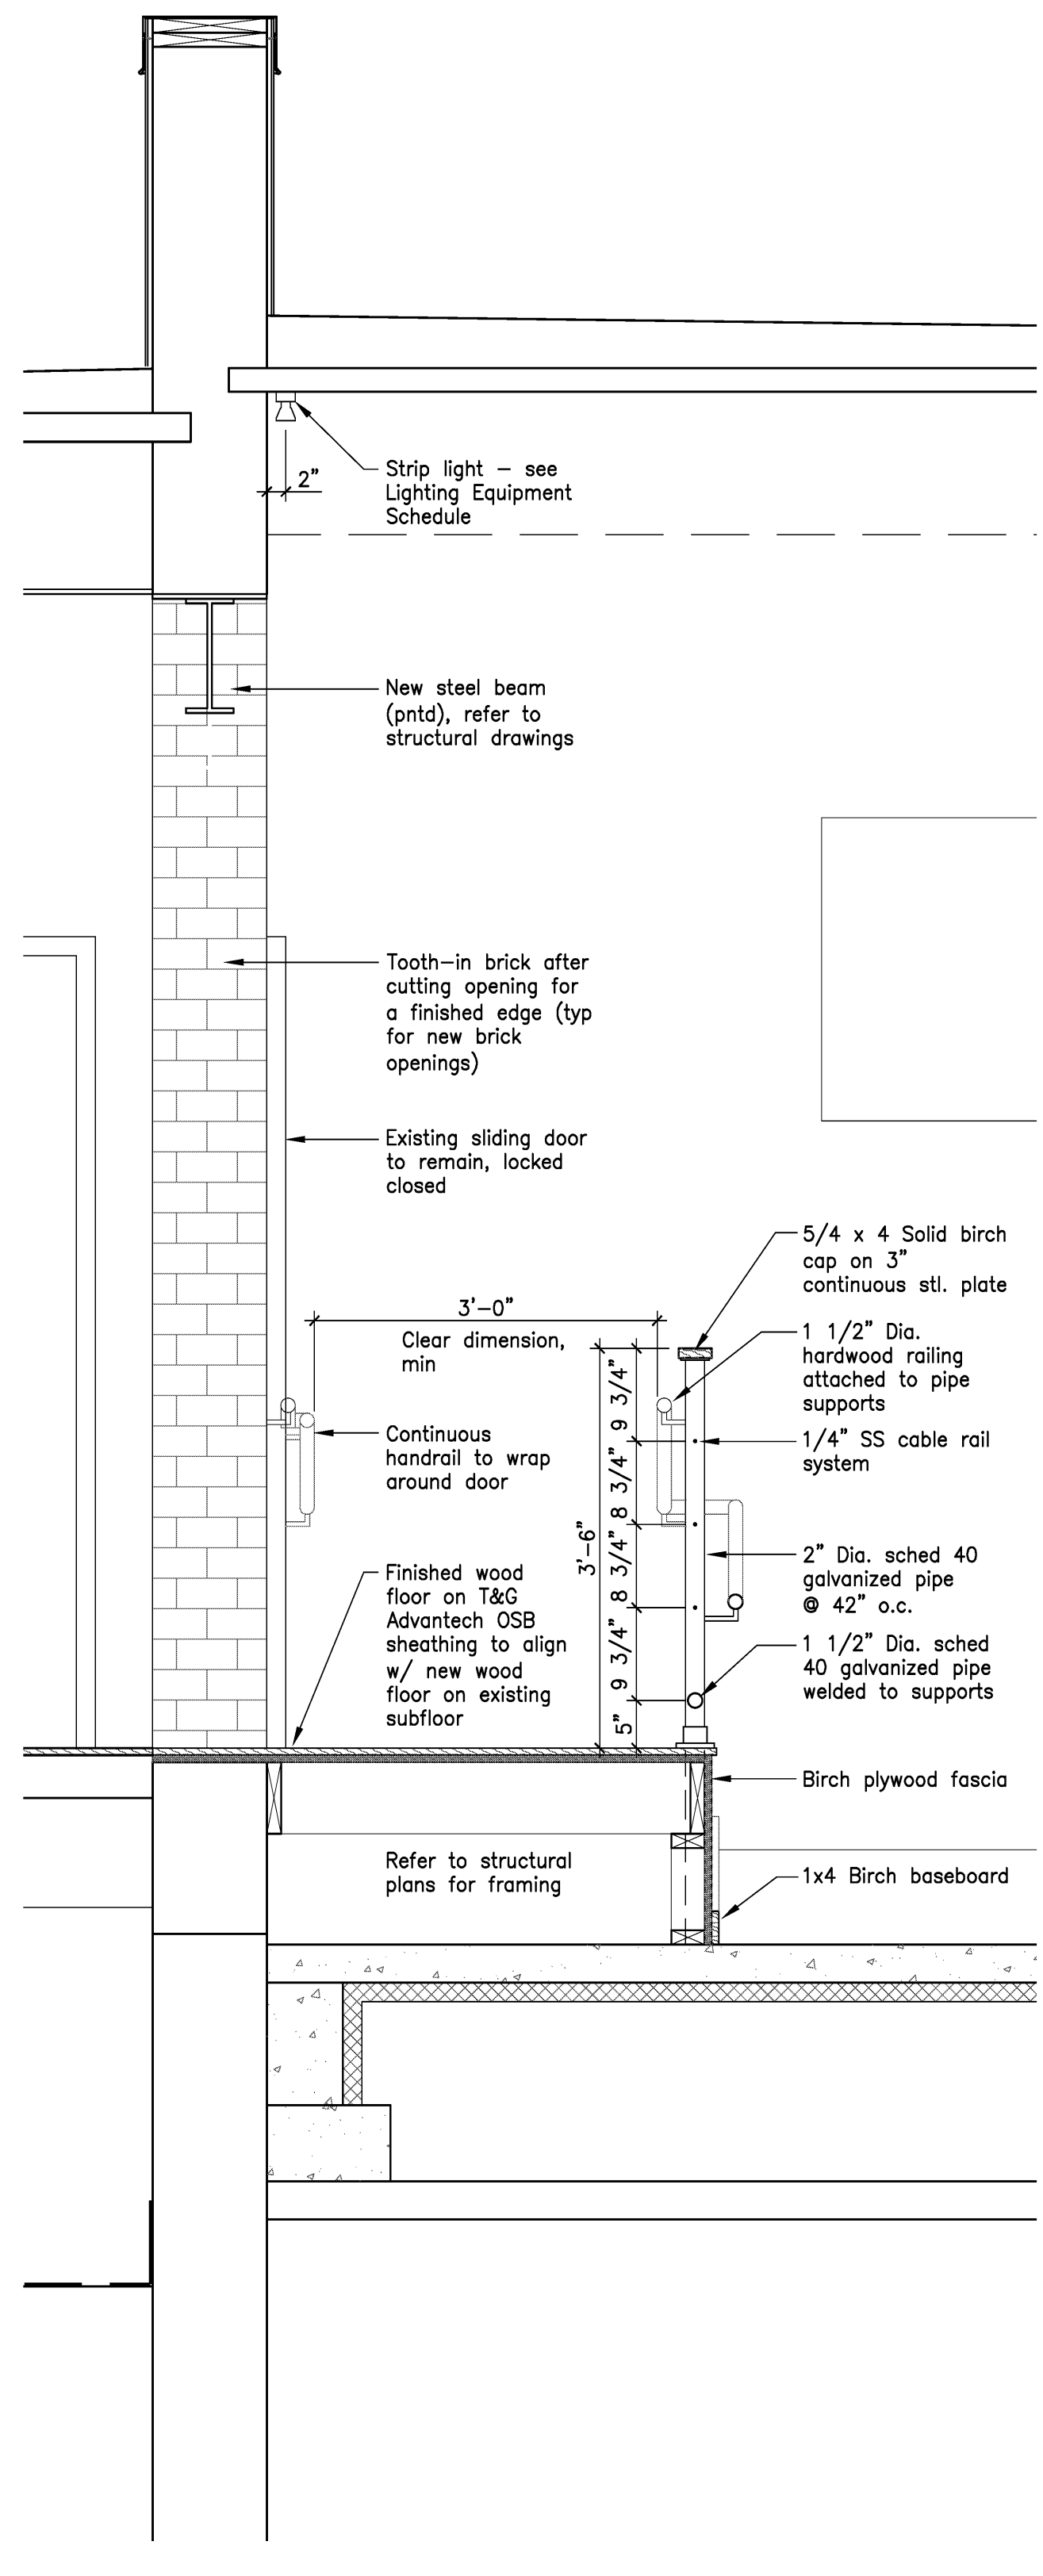 Strip light – see
Lighting Equipment
Schedule
2"
New steel beam
(pntd), refer to
structural drawings
Tooth–in brick after
cutting opening for
a finished edge (typ
for new brick
openings)
Existing sliding door
to remain, locked
closed
5/4 x 4 Solid birch
cap on 3"
continuous stl. plate
3'-0"
Clear dimension,
min
1 1/2" Dia.
hardwood railing
attached to pipe
supports
Continuous
handrail to wrap
around door
1/4" SS cable rail
system
9 3/4"
8 3/4"
8 3/4"
9 3/4"
5"
3'-6"
2" Dia. sched 40
galvanized pipe
@ 42" o.c.
Finished wood
floor on T&G
Advantech OSB
sheathing to align
w/ new wood
floor on existing
subfloor
1 1/2" Dia. sched
40 galvanized pipe
welded to supports
Birch plywood fascia
Refer to structural
plans for framing
1x4 Birch baseboard